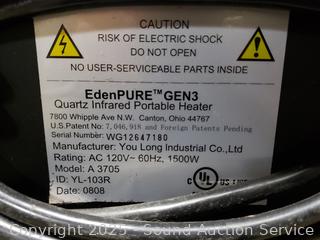 CAUTION
RISK OF ELECTRIC SHOCK
DO NOT OPEN
NO USER-SERVICEABLE PARTS INSIDE
EdenPURE™ GEN3
Quartz Infrared Portable Heater
7800 Whipple Ave N.W. Canton, Ohio 44767
U.S.Patent No: 7,046,918 and Foreign Patents Pending
Serial Number: WG12647180
Manufacturer: You Long Industrial Co.,Ltd
Rating: AC 120V~ 60Hz, 1500W
Model: A 3705
ID: YL-103R
Date: 0808
c UL US LISTED
Copyright 2025 - Sound Auction Service